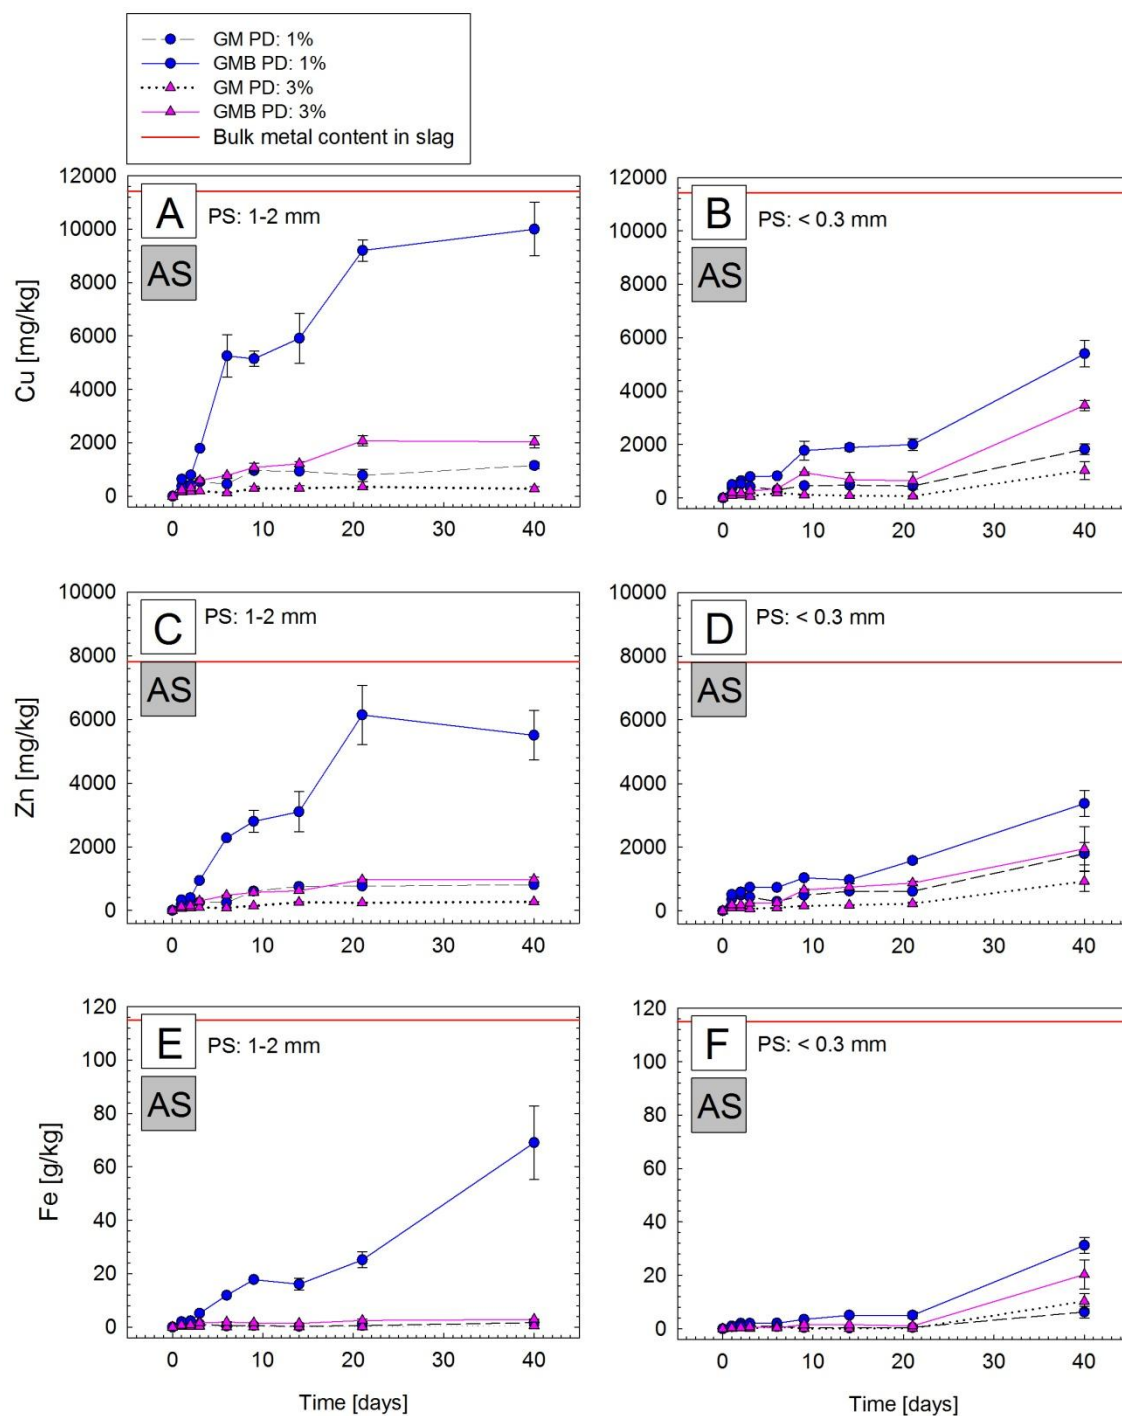 GM PD: 1%
GMB PD: 1%
GM PD: 3%
GMB PD: 3%
Bulk metal content in slag
Cu [mg/kg]
12000
10000
8000
6000
4000
2000
0
A
PS: 1-2 mm
AS
0 10 20 30 40
12000
10000
8000
6000
4000
2000
0
B
PS: < 0.3 mm
AS
0 10 20 30 40
Zn [mg/kg]
10000
8000
6000
4000
2000
0
C
PS: 1-2 mm
AS
0 10 20 30 40
10000
8000
6000
4000
2000
0
D
PS: < 0.3 mm
AS
0 10 20 30 40
Fe [g/kg]
120
100
80
60
40
20
0
E
PS: 1-2 mm
AS
0 10 20 30 40
Time [days]
120
100
80
60
40
20
0
F
PS: < 0.3 mm
AS
0 10 20 30 40
Time [days]